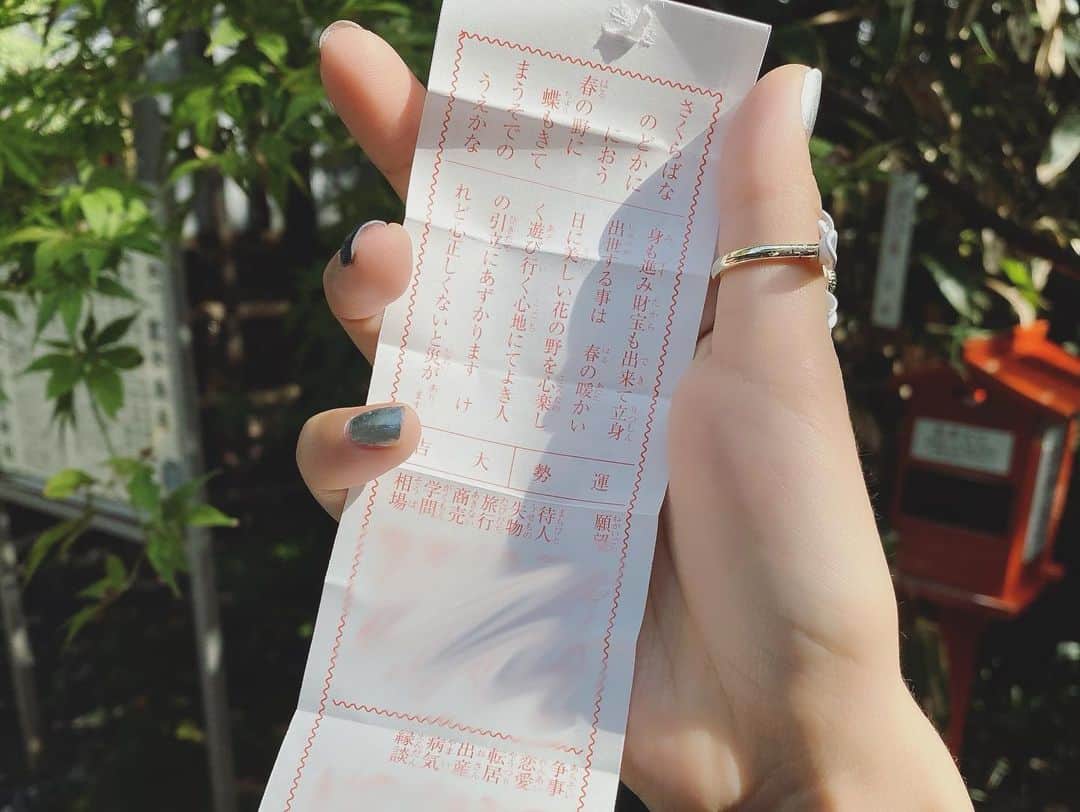 さくらばな
のどかに
におう
春の野に
蝶もきて
まうそでの
うえかな
身も進み財宝も出来て立身
出世する事は 春の暖かい
日に美しい花の野を心楽し
く遊び行く心地にてよき人
の引立にあずかります け
れど心正しくないと災が
運勢
大吉
願望
待人
失物
旅行
商売
学問
相場
争事
恋愛
転居
出産
病気
縁談